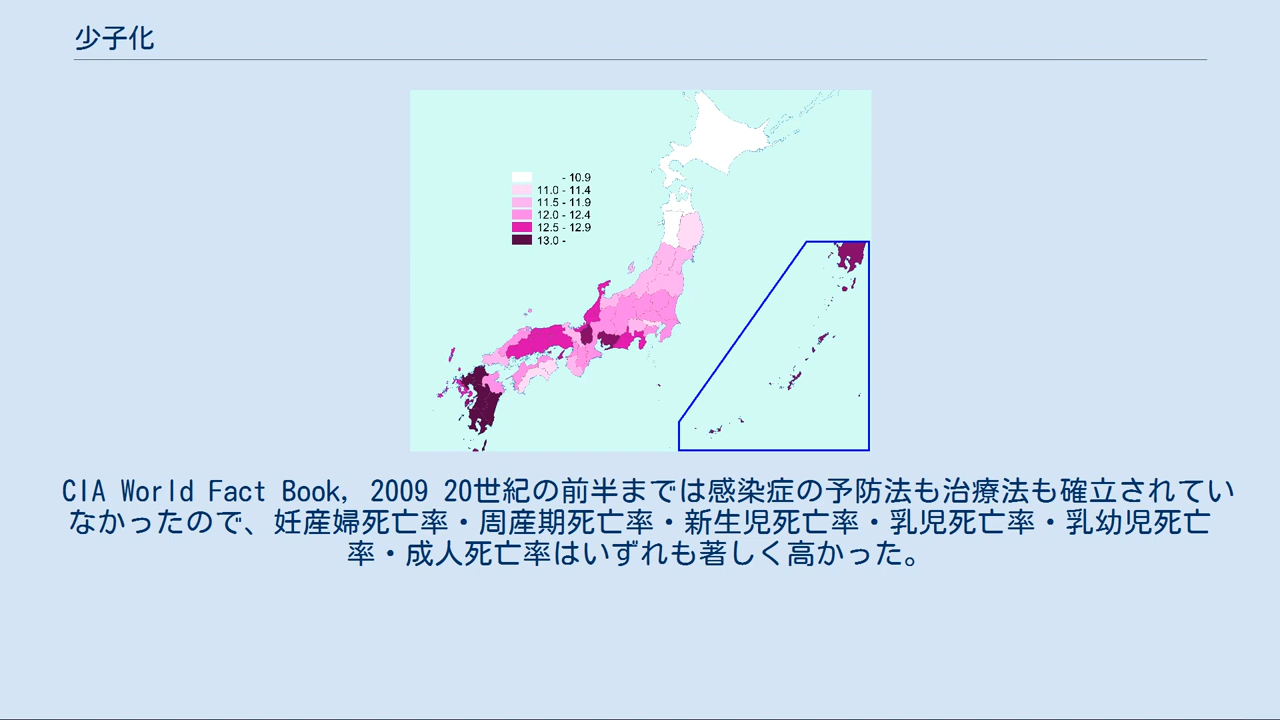 少子化
- 10.9
11.0 - 11.4
11.5 - 11.9
12.0 - 12.4
12.5 - 12.9
13.0 -
CIA World Fact Book, 2009 20世紀の前半までは感染症の予防法も治療法も確立されてい
なかったので、妊産婦死亡率・周産期死亡率・新生児死亡率・乳児死亡率・乳幼児死亡
率・成人死亡率はいずれも著しく高かった。